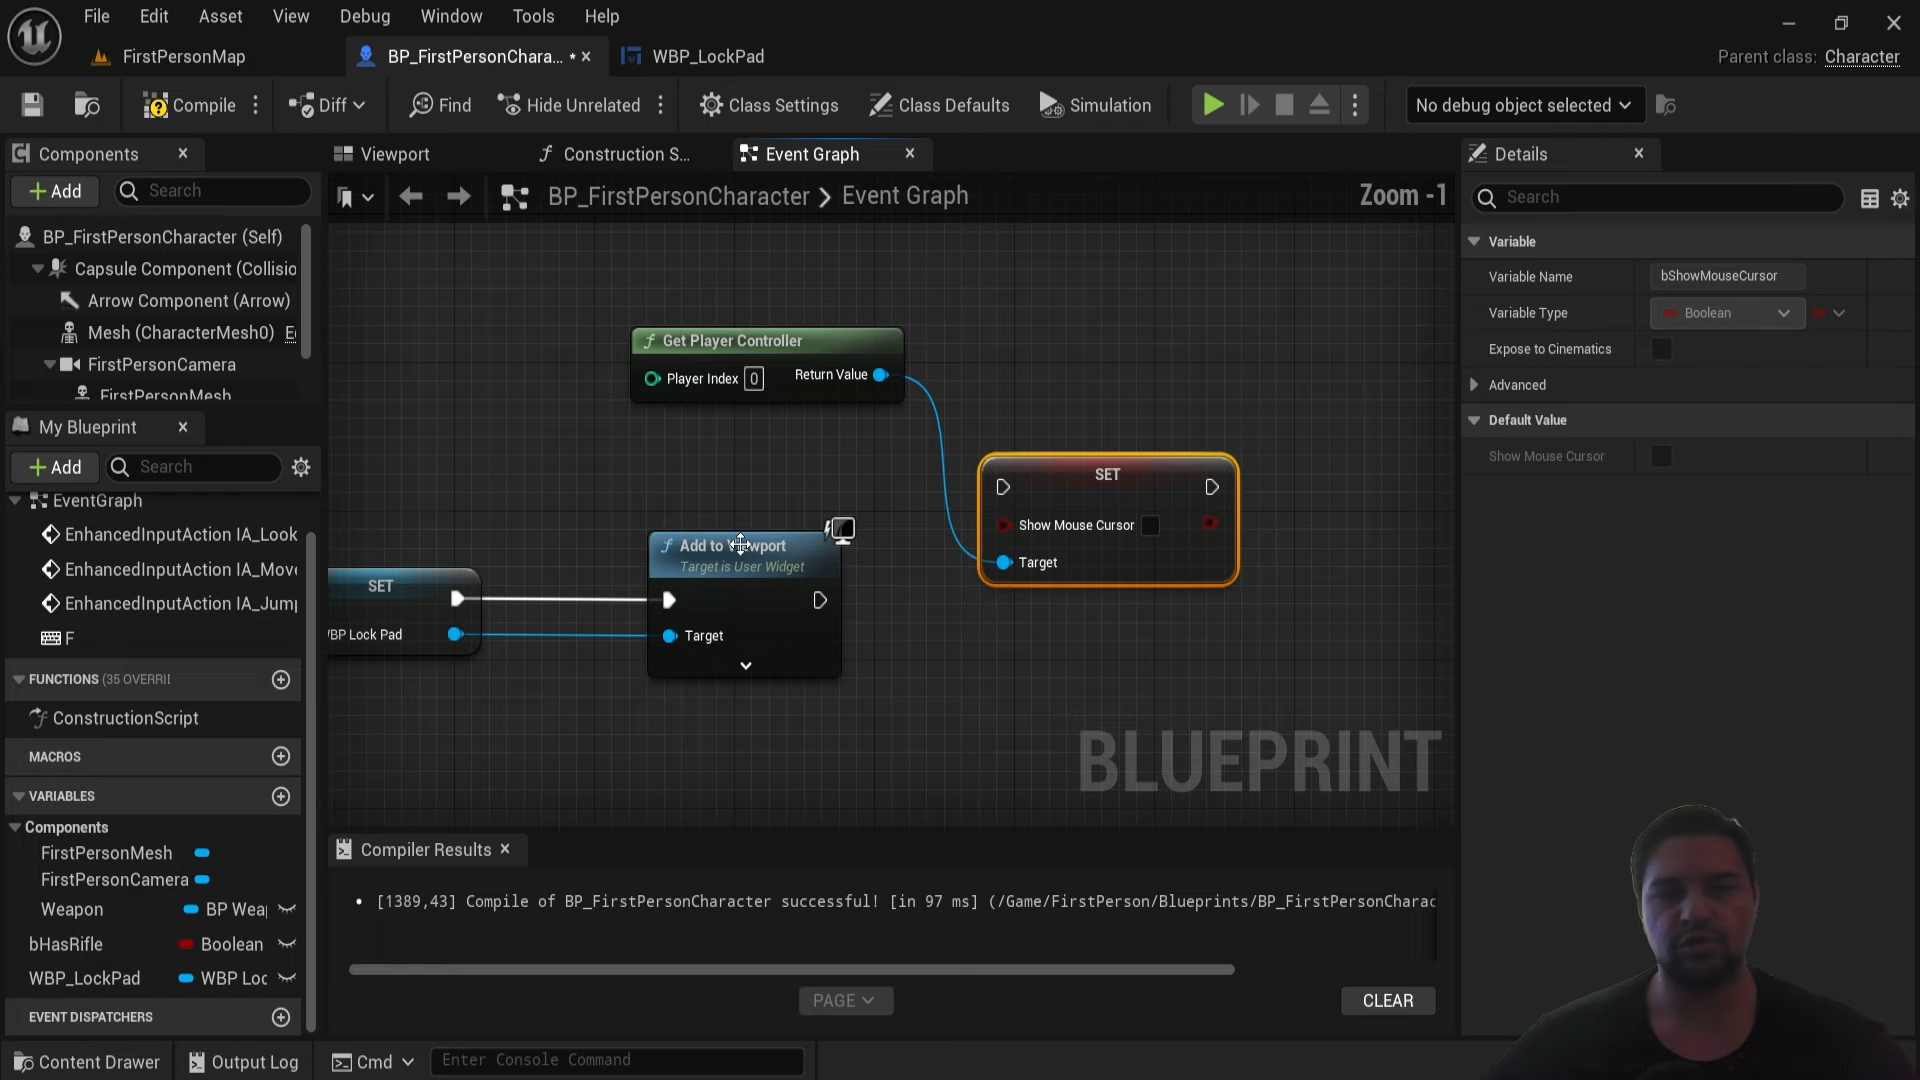 File Edit Asset View Window Debug Tools Help
FirstPersonMap
BP_FirstPersonChara... *
WBP_LockPad
Parent class: Character
Compile
Diff
Find
Hide Unrelated
Class Settings
Class Defaults
Simulation
No debug object selected
Components
Viewport
Construction S...
Event Graph
Details
Add
Search
BP_FirstPersonCharacter
Event Graph
Zoom -1
Search
BP_FirstPersonCharacter (Self)
Capsule Component (Collisio
Arrow Component (Arrow)
Mesh (CharacterMesh0) E
FirstPersonCamera
FirstPersonMesh
My Blueprint
Add
Search
EventGraph
EnhancedInputAction IA_Look
EnhancedInputAction IA_Move
EnhancedInputAction IA_Jump
F
FUNCTIONS (35 OVERRI
ConstructionScript
MACROS
VARIABLES
Components
FirstPersonMesh
FirstPersonCamera
Weapon BP Weap
bHasRifle Boolean
WBP_LockPad WBP Loc
EVENT DISPATCHERS
Get Player Controller
Player Index 0
Return Value
SET
Show Mouse Cursor
Target
Add to Viewport
Target is User Widget
Target
SET
WBP Lock Pad
BLUEPRINT
Variable
Variable Name bShowMouseCursor
Variable Type Boolean
Expose to Cinematics
Advanced
Default Value
Show Mouse Cursor
Compiler Results
[1389,43] Compile of BP_FirstPersonCharacter successful! [in 97 ms] (/Game/FirstPerson/Blueprints/BP_FirstPersonCharac
PAGE
CLEAR
Content Drawer
Output Log
Cmd
Enter Console Command